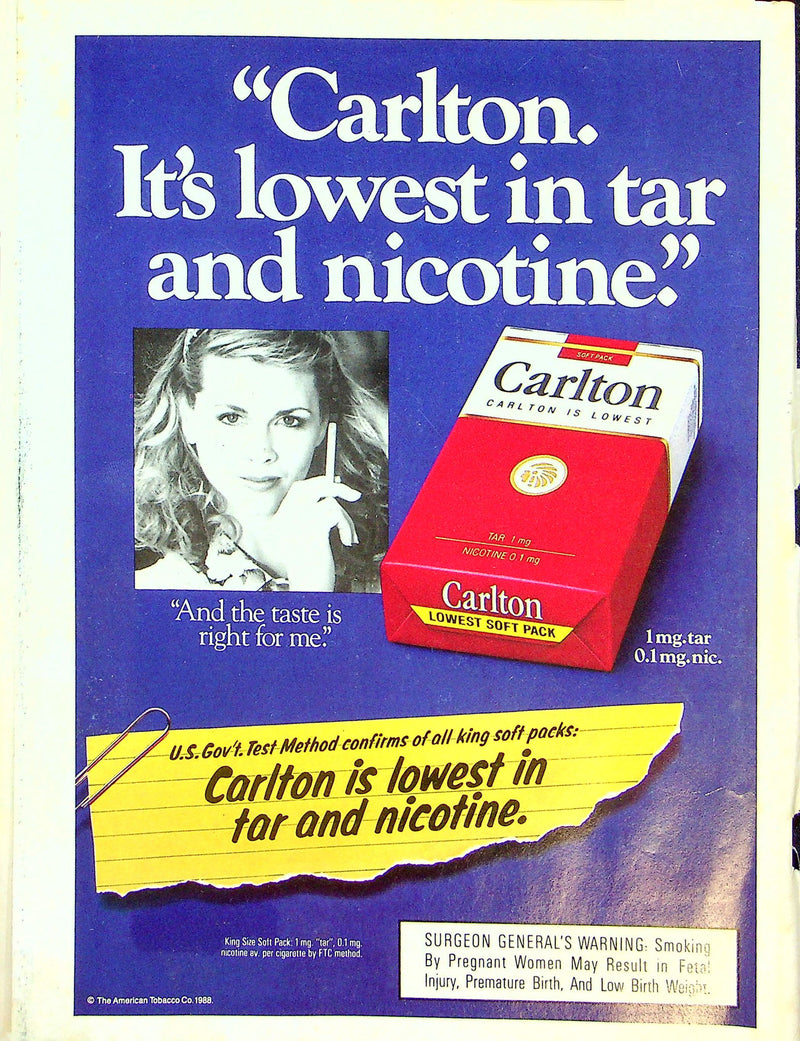 “Carlton.
It’s lowest in tar
and nicotine.”
SOFT PACK
Carlton
CARLTON IS LOWEST
TAR 1 mg
NICOTINE 0.1 mg
Carlton
LOWEST SOFT PACK
“And the taste is
right for me.”
1 mg. tar
0.1 mg. nic.
U.S. Gov’t. Test Method confirms of all king soft packs:
Carlton is lowest in
tar and nicotine.
King Size Soft Pack: 1 mg. "tar", 0.1 mg.
nicotine av. per cigarette by FTC method.
SURGEON GENERAL'S WARNING: Smoking
By Pregnant Women May Result in Fetal
Injury, Premature Birth, And Low Birth Weight.
© The American Tobacco Co. 1988.